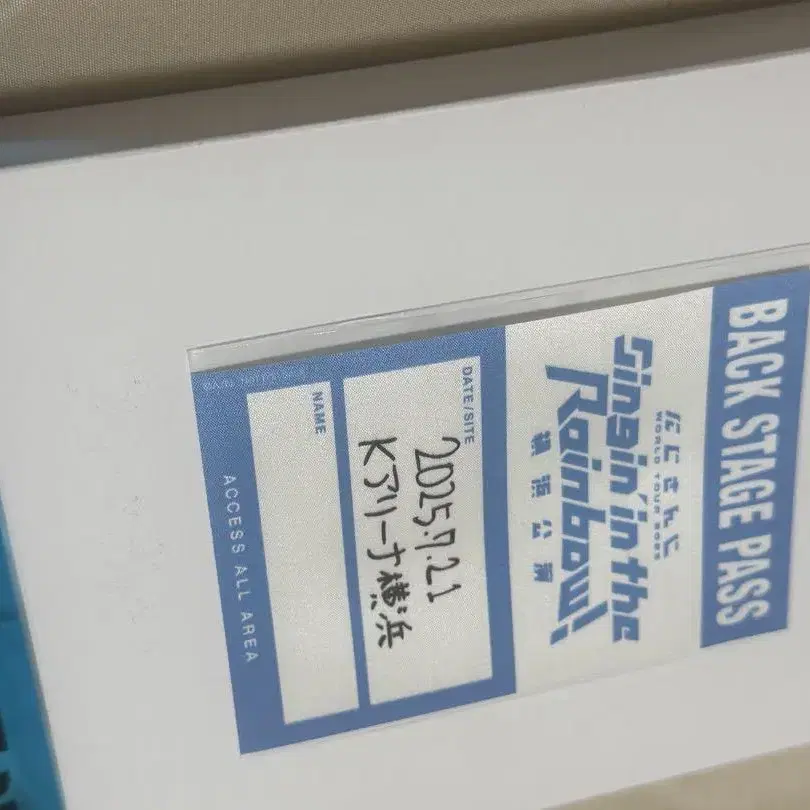 BACK STAGE PASS
にじさんじ
WORLD TOUR 2025
Singin' in the
Rainbow!
横浜公演
DATE/SITE
2025.7.21
Kアリーナ横浜
NAME
ACCESS ALL AREA